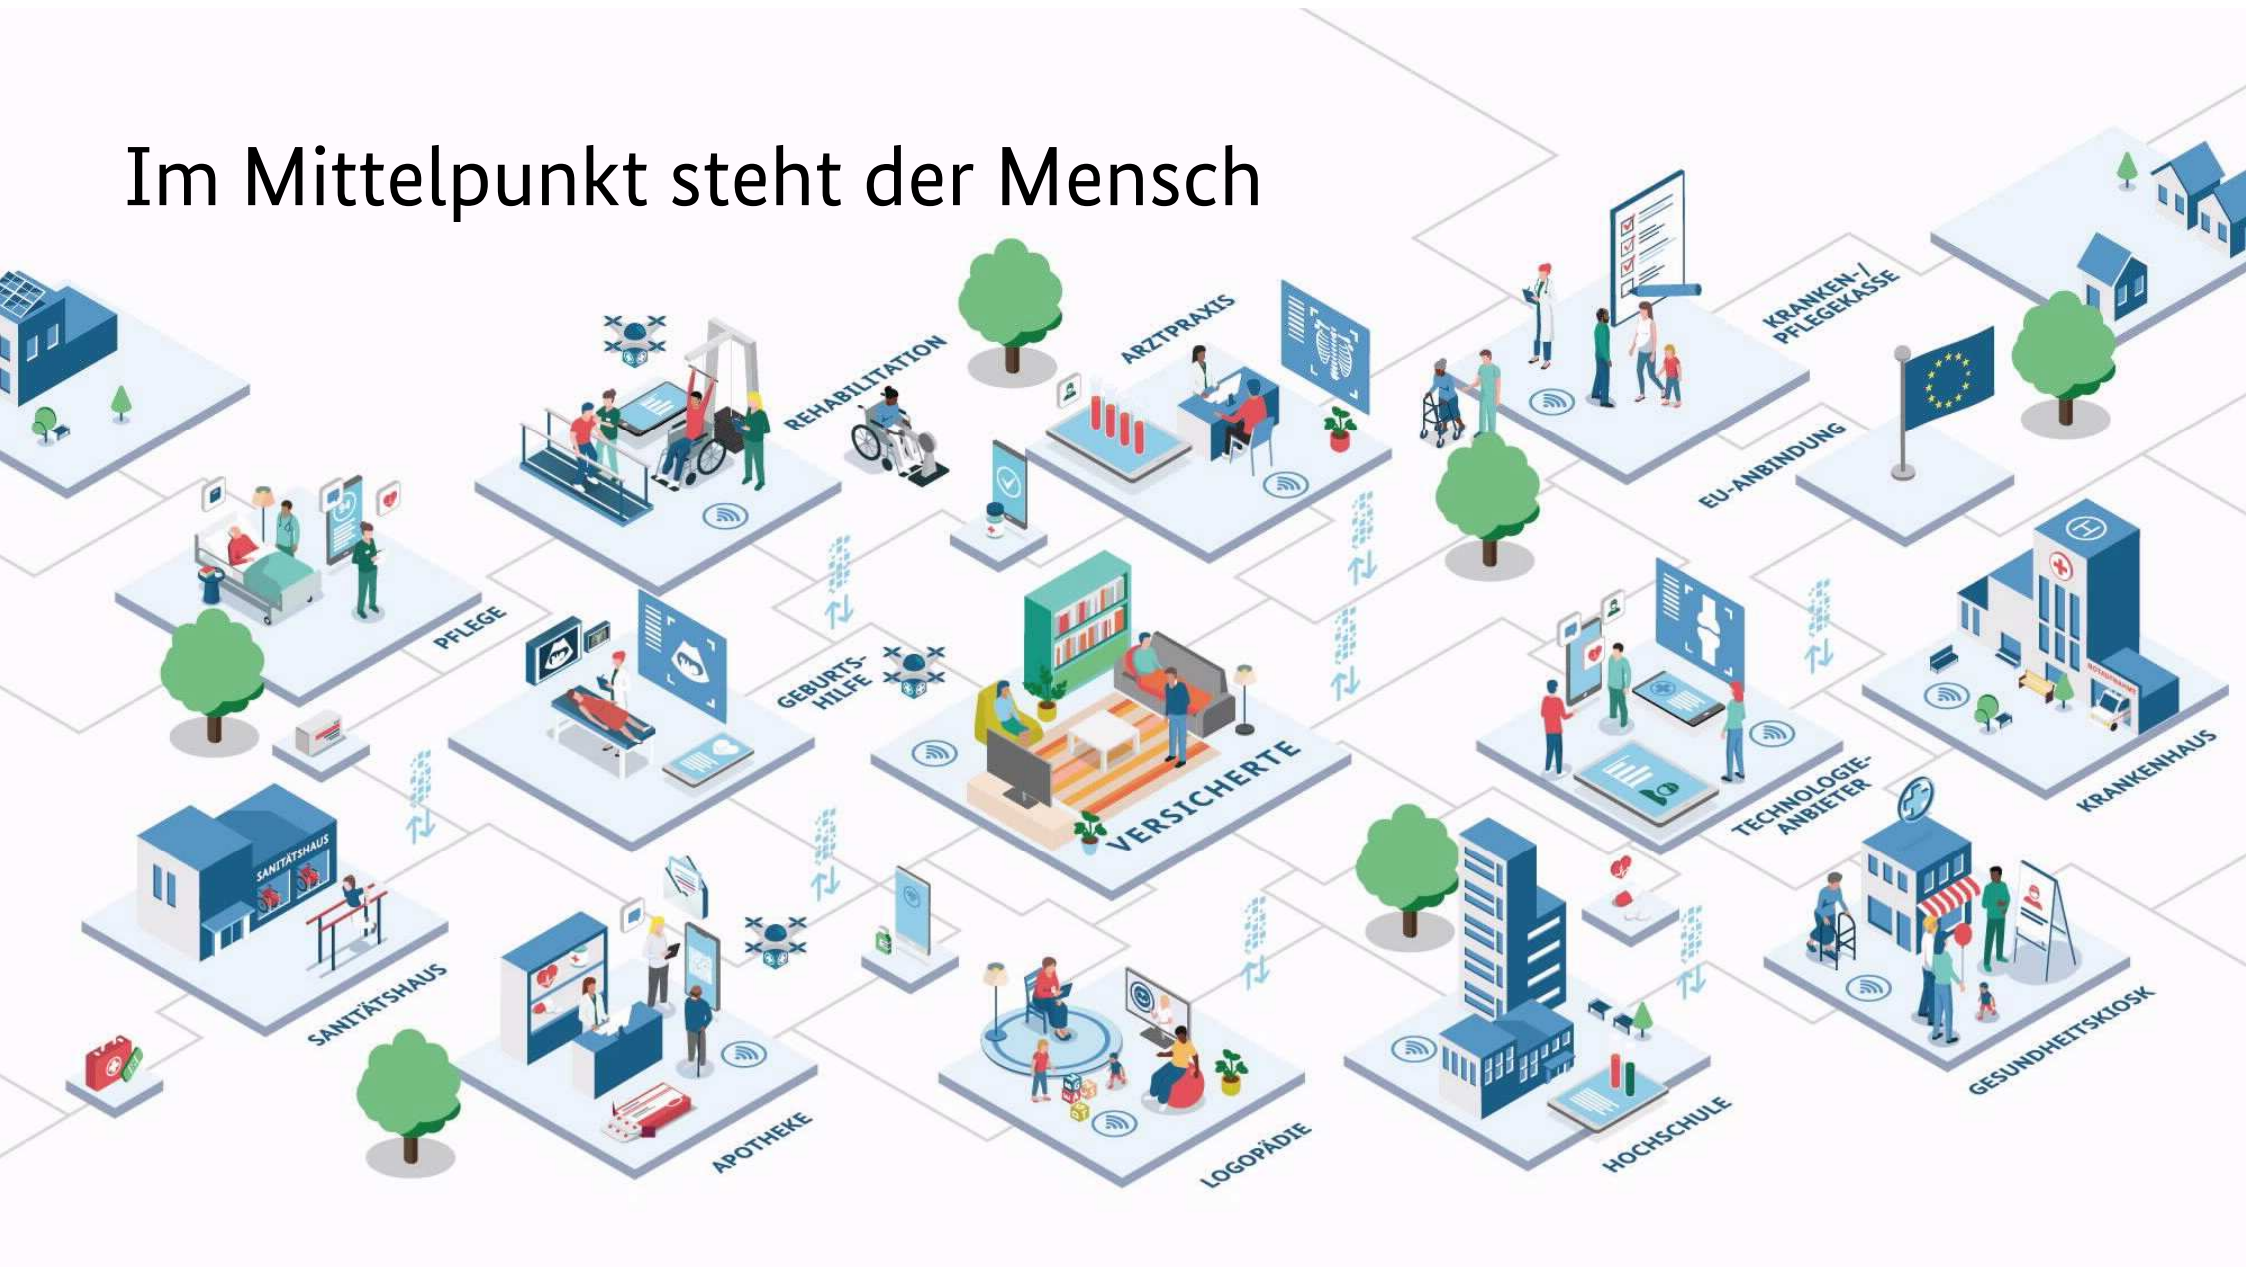 Im Mittelpunkt steht der Mensch
KRANKEN-/
PFLEGEKASSE
ARZTPRAXIS
REHABILITATION
EU-ANBINDUNG
PFLEGE
GEBURTS-
HILFE
VERSICHERTE
NOTAUFNAHME
TECHNOLOGIE-
ANBIETER
KRANKENHAUS
SANITÄTSHAUS
SANITÄTSHAUS
GESUNDHEITSKIOSK
APOTHEKE
LOGOPÄDIE
HOCHSCHULE